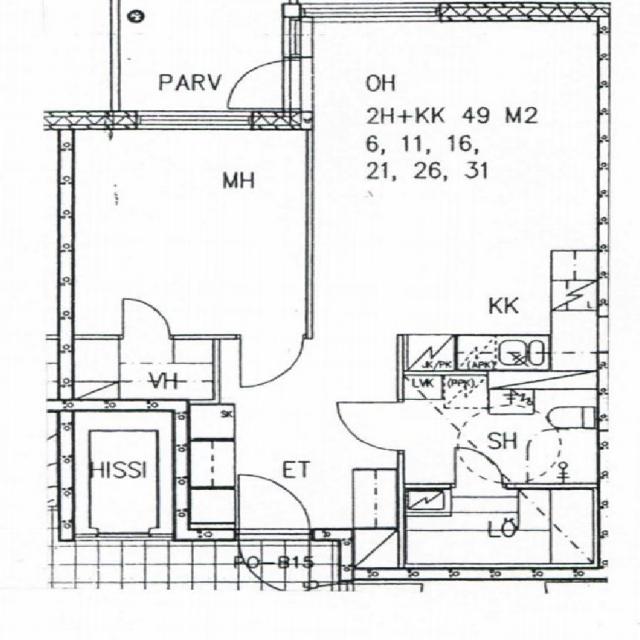 PARV
OH
2H+KK 49 M2
6, 11, 16,
21, 26, 31
MH
KK
L
JK/PK
(APK)
VH
LVK
(PPK)
SK
SH
HISSI
ET
LÖ
PO-B15